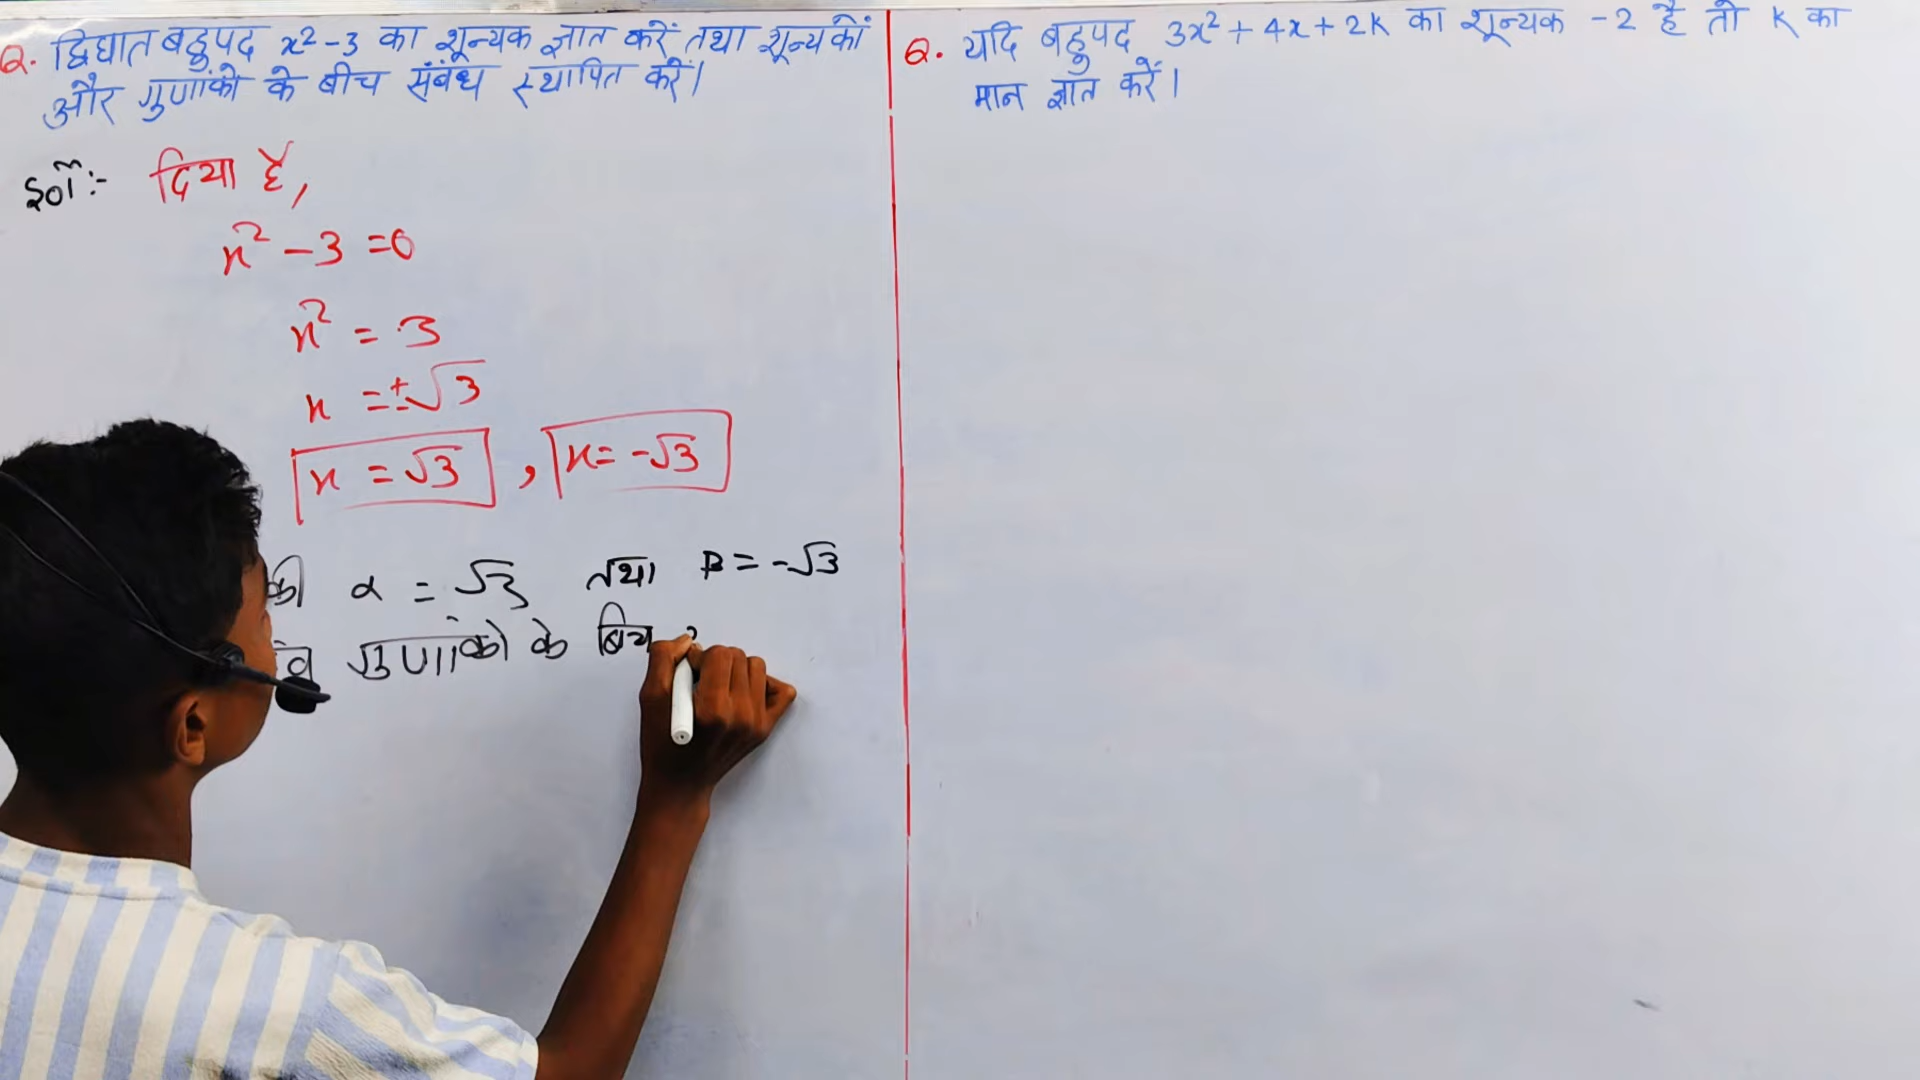 Q. द्विघात बहुपद x²-3 का शून्यक ज्ञात करें तथा शून्यकों
और गुणांको के बीच संबंध स्थापित करें।
Solⁿ:- दिया है,
x² - 3 = 0
x² = 3
x = ±√3
x = √3 , x = -√3
की α = √3 तथा β = -√3
व गुणांको के बिच
Q. यदि बहुपद 3x² + 4x + 2k का शून्यक -2 है तो k का
मान ज्ञात करें।